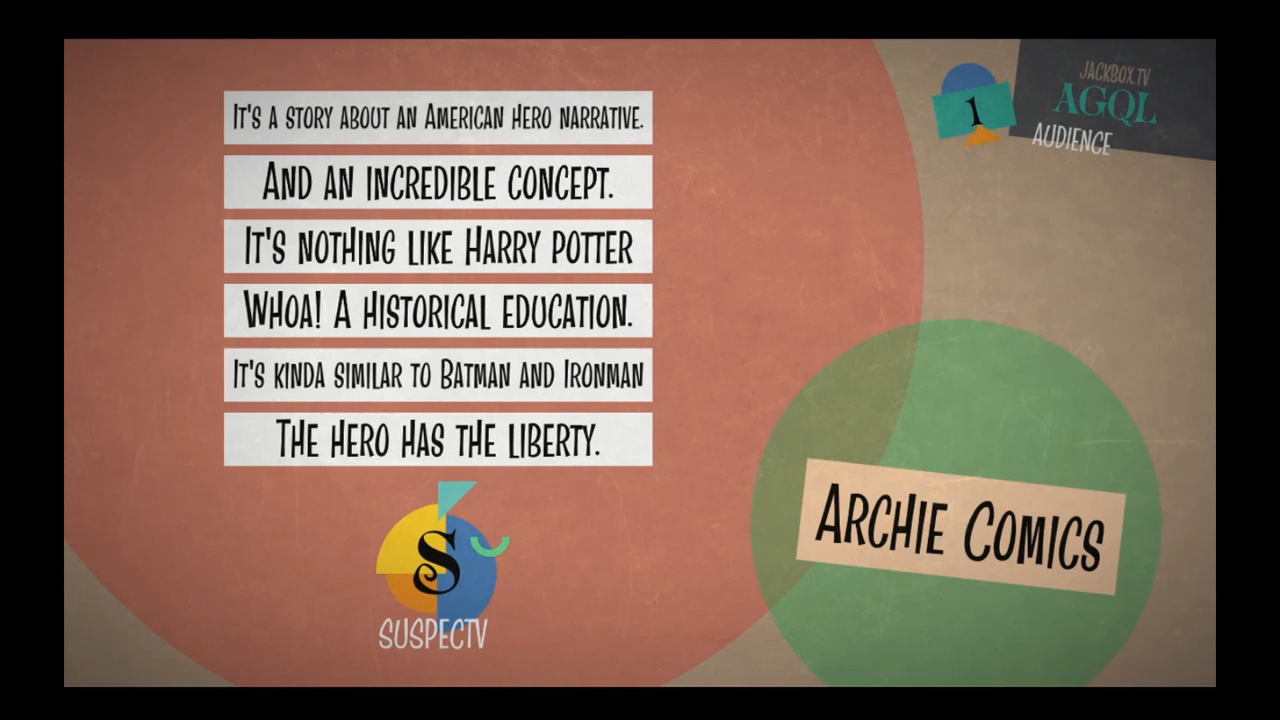 It's a story about an American hero narrative.
And an incredible concept.
It's nothing like Harry Potter
Whoa! A historical education.
It's kinda similar to Batman and Ironman
The hero has the liberty.
S
SUSPECTV
1
JACKBOX.TV
AGQL
AUDIENCE
Archie Comics